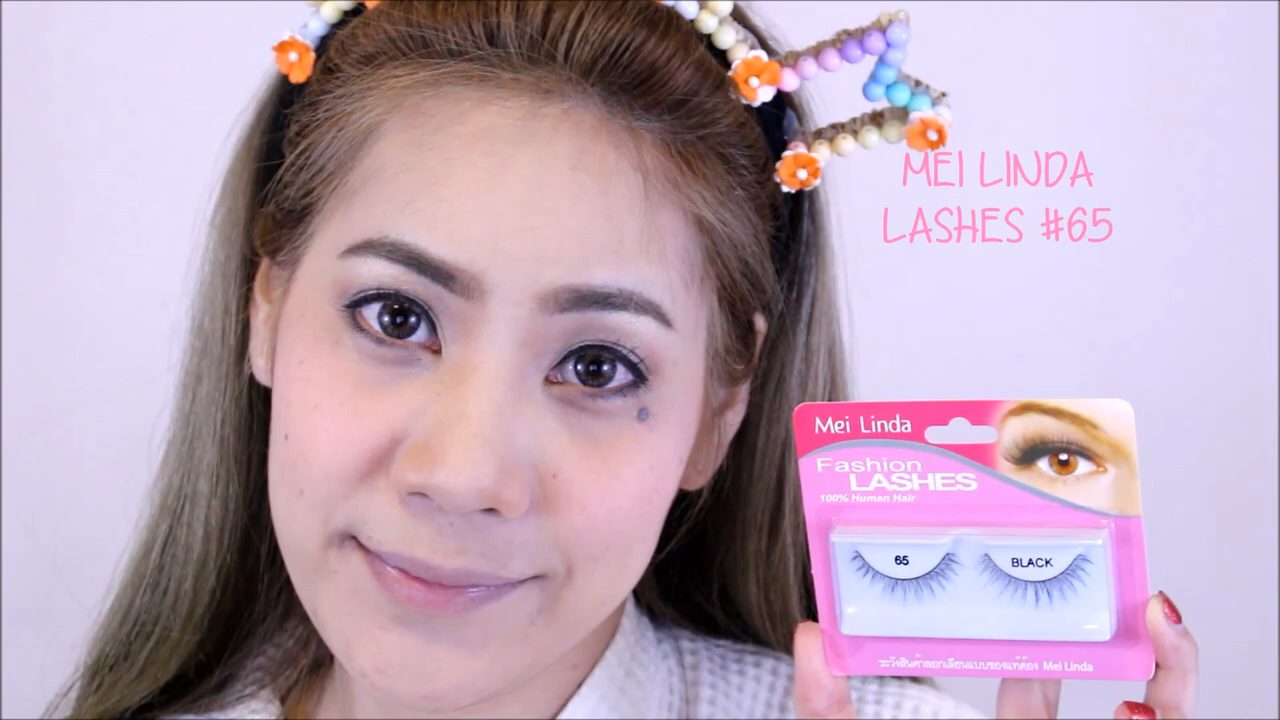 MEI LINDA
LASHES #65
Mei Linda
Fashion
LASHES
100% Human Hair
65
BLACK
ระวังสินค้าลอกเลียนแบบของแท้ต้อง Mei Linda